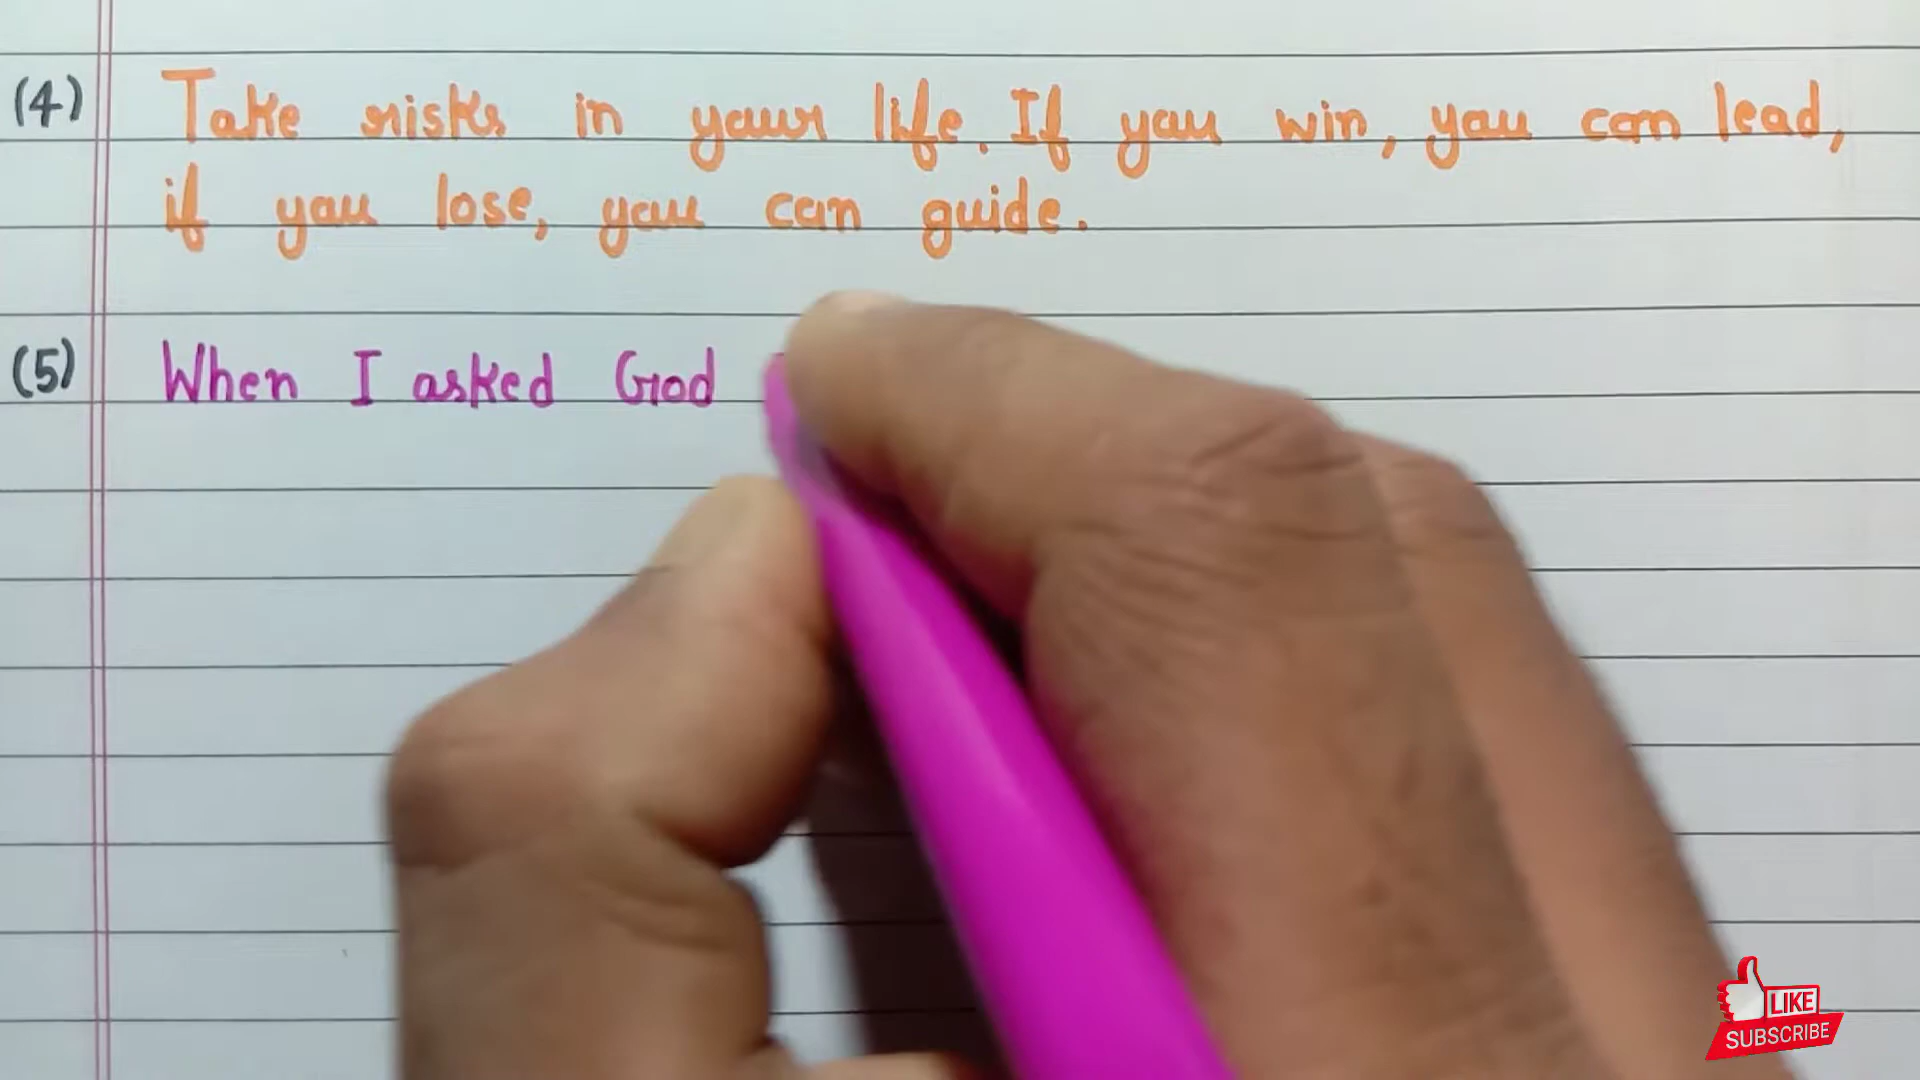 (4) Take risks in your life. If you win, you can lead,
if you lose, you can guide.
(5) When I asked God
LIKE
SUBSCRIBE